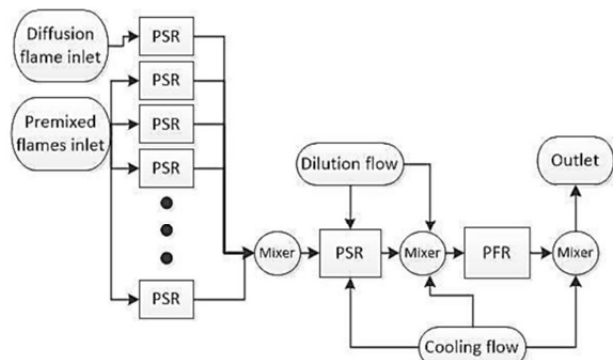 Diffusion
flame inlet
PSR
PSR
Premixed
flames inlet
PSR
PSR
PSR
Mixer
Dilution flow
PSR
Mixer
PFR
Mixer
Outlet
Cooling flow